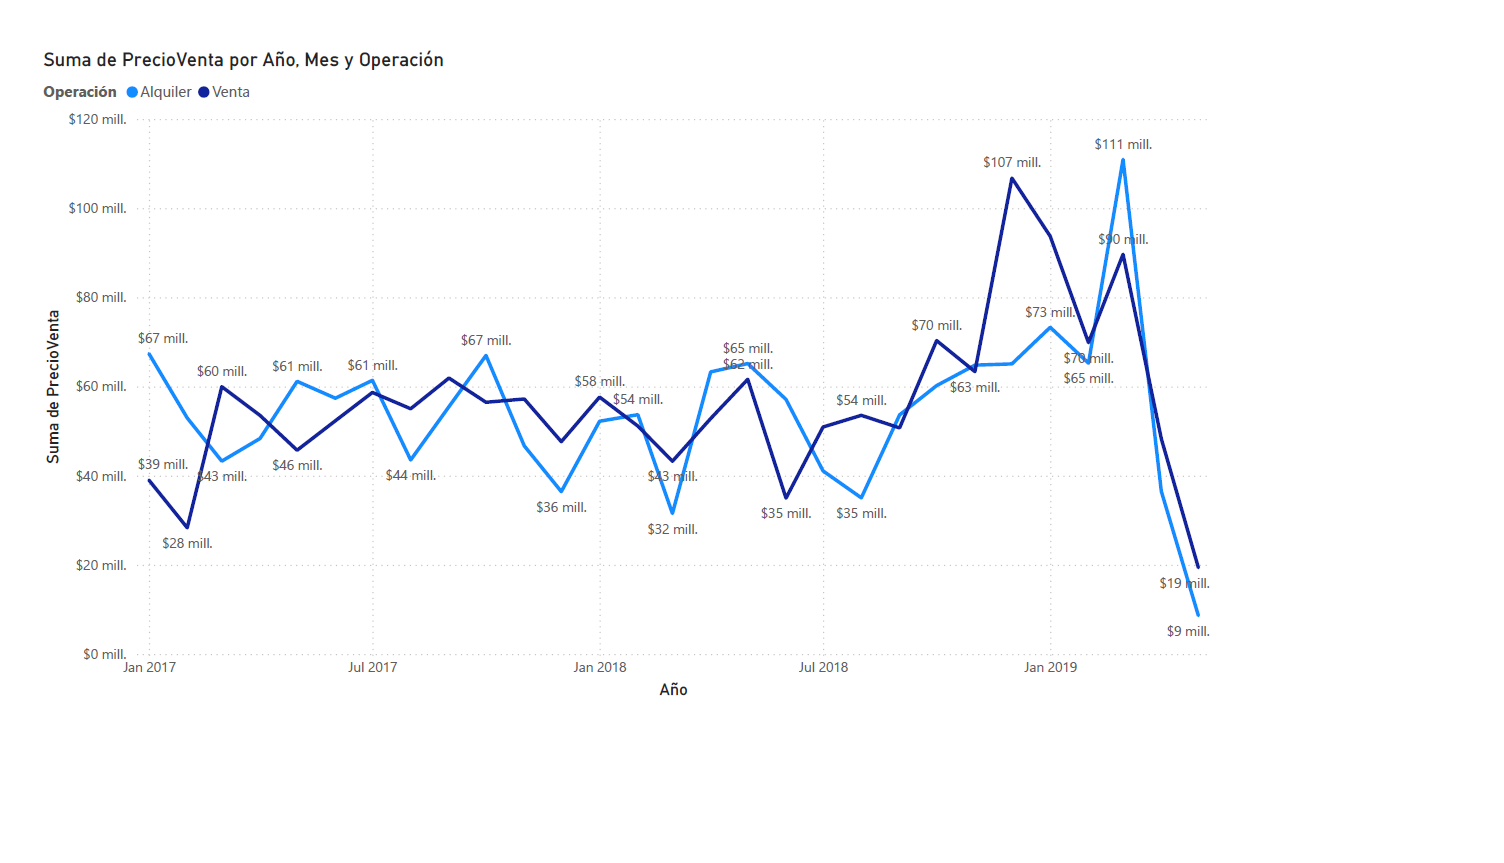 Suma de PrecioVenta por Año, Mes y Operación
Operación Alquiler Venta
$120 mill.
$100 mill.
$80 mill.
$60 mill.
$40 mill.
$20 mill.
$0 mill.
Suma de PrecioVenta
$67 mill.
$39 mill.
$28 mill.
$60 mill.
$43 mill.
$61 mill.
$46 mill.
$61 mill.
$44 mill.
$67 mill.
$36 mill.
$58 mill.
$54 mill.
$43 mill.
$32 mill.
$65 mill.
$62 mill.
$35 mill.
$54 mill.
$35 mill.
$70 mill.
$63 mill.
$107 mill.
$73 mill.
$70 mill.
$65 mill.
$111 mill.
$90 mill.
$19 mill.
$9 mill.
Jan 2017
Jul 2017
Jan 2018
Jul 2018
Jan 2019
Año